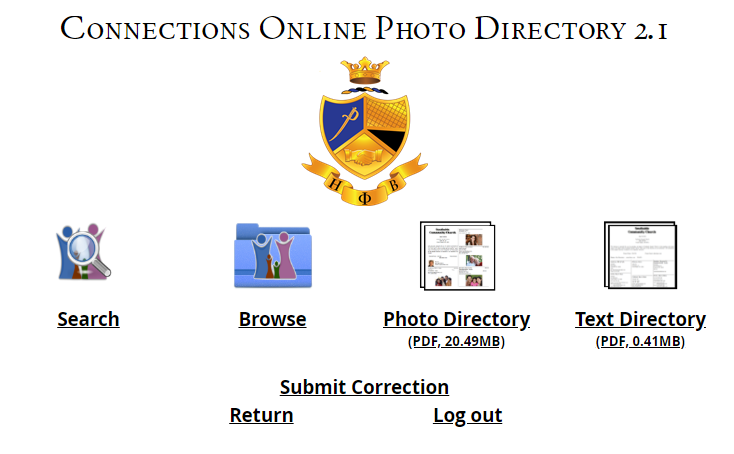 Connections Online Photo Directory 2.1
Η Φ Β
Search
Browse
Photo Directory
(PDF, 20.49MB)
Text Directory
(PDF, 0.41MB)
Submit Correction
Return
Log out